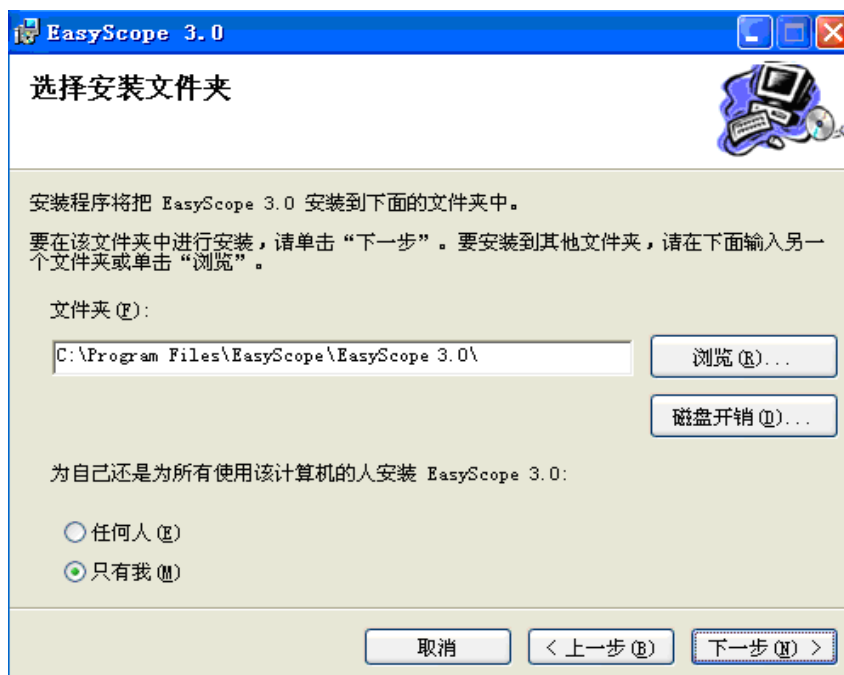 EasyScope 3.0
选择安装文件夹
安装程序将把 EasyScope 3.0 安装到下面的文件夹中。
要在该文件夹中进行安装，请单击“下一步”。要安装到其他文件夹，请在下面输入另一
个文件夹或单击“浏览”。
文件夹(F):
C:\Program Files\EasyScope\EasyScope 3.0\
浏览(R)...
磁盘开销(D)...
为自己还是为所有使用该计算机的人安装 EasyScope 3.0:
任何人(E)
只有我(M)
取消
< 上一步(B)
下一步(N) >